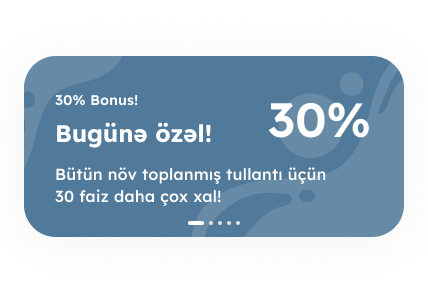 30% Bonus!
Bugünə özəl!
30%
Bütün növ toplanmış tullantı üçün
30 faiz daha çox xal!